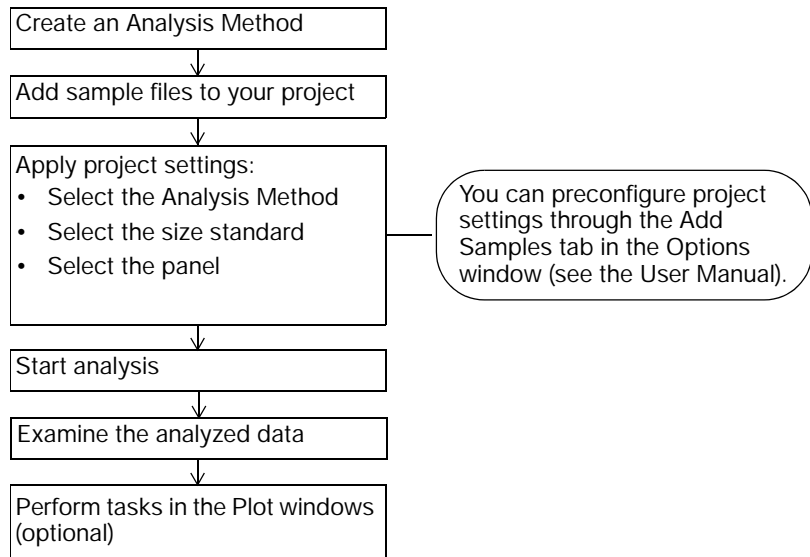 Create an Analysis Method
Add sample files to your project
Apply project settings:
• Select the Analysis Method
• Select the size standard
• Select the panel
You can preconfigure project
settings through the Add
Samples tab in the Options
window (see the User Manual).
Start analysis
Examine the analyzed data
Perform tasks in the Plot windows
(optional)